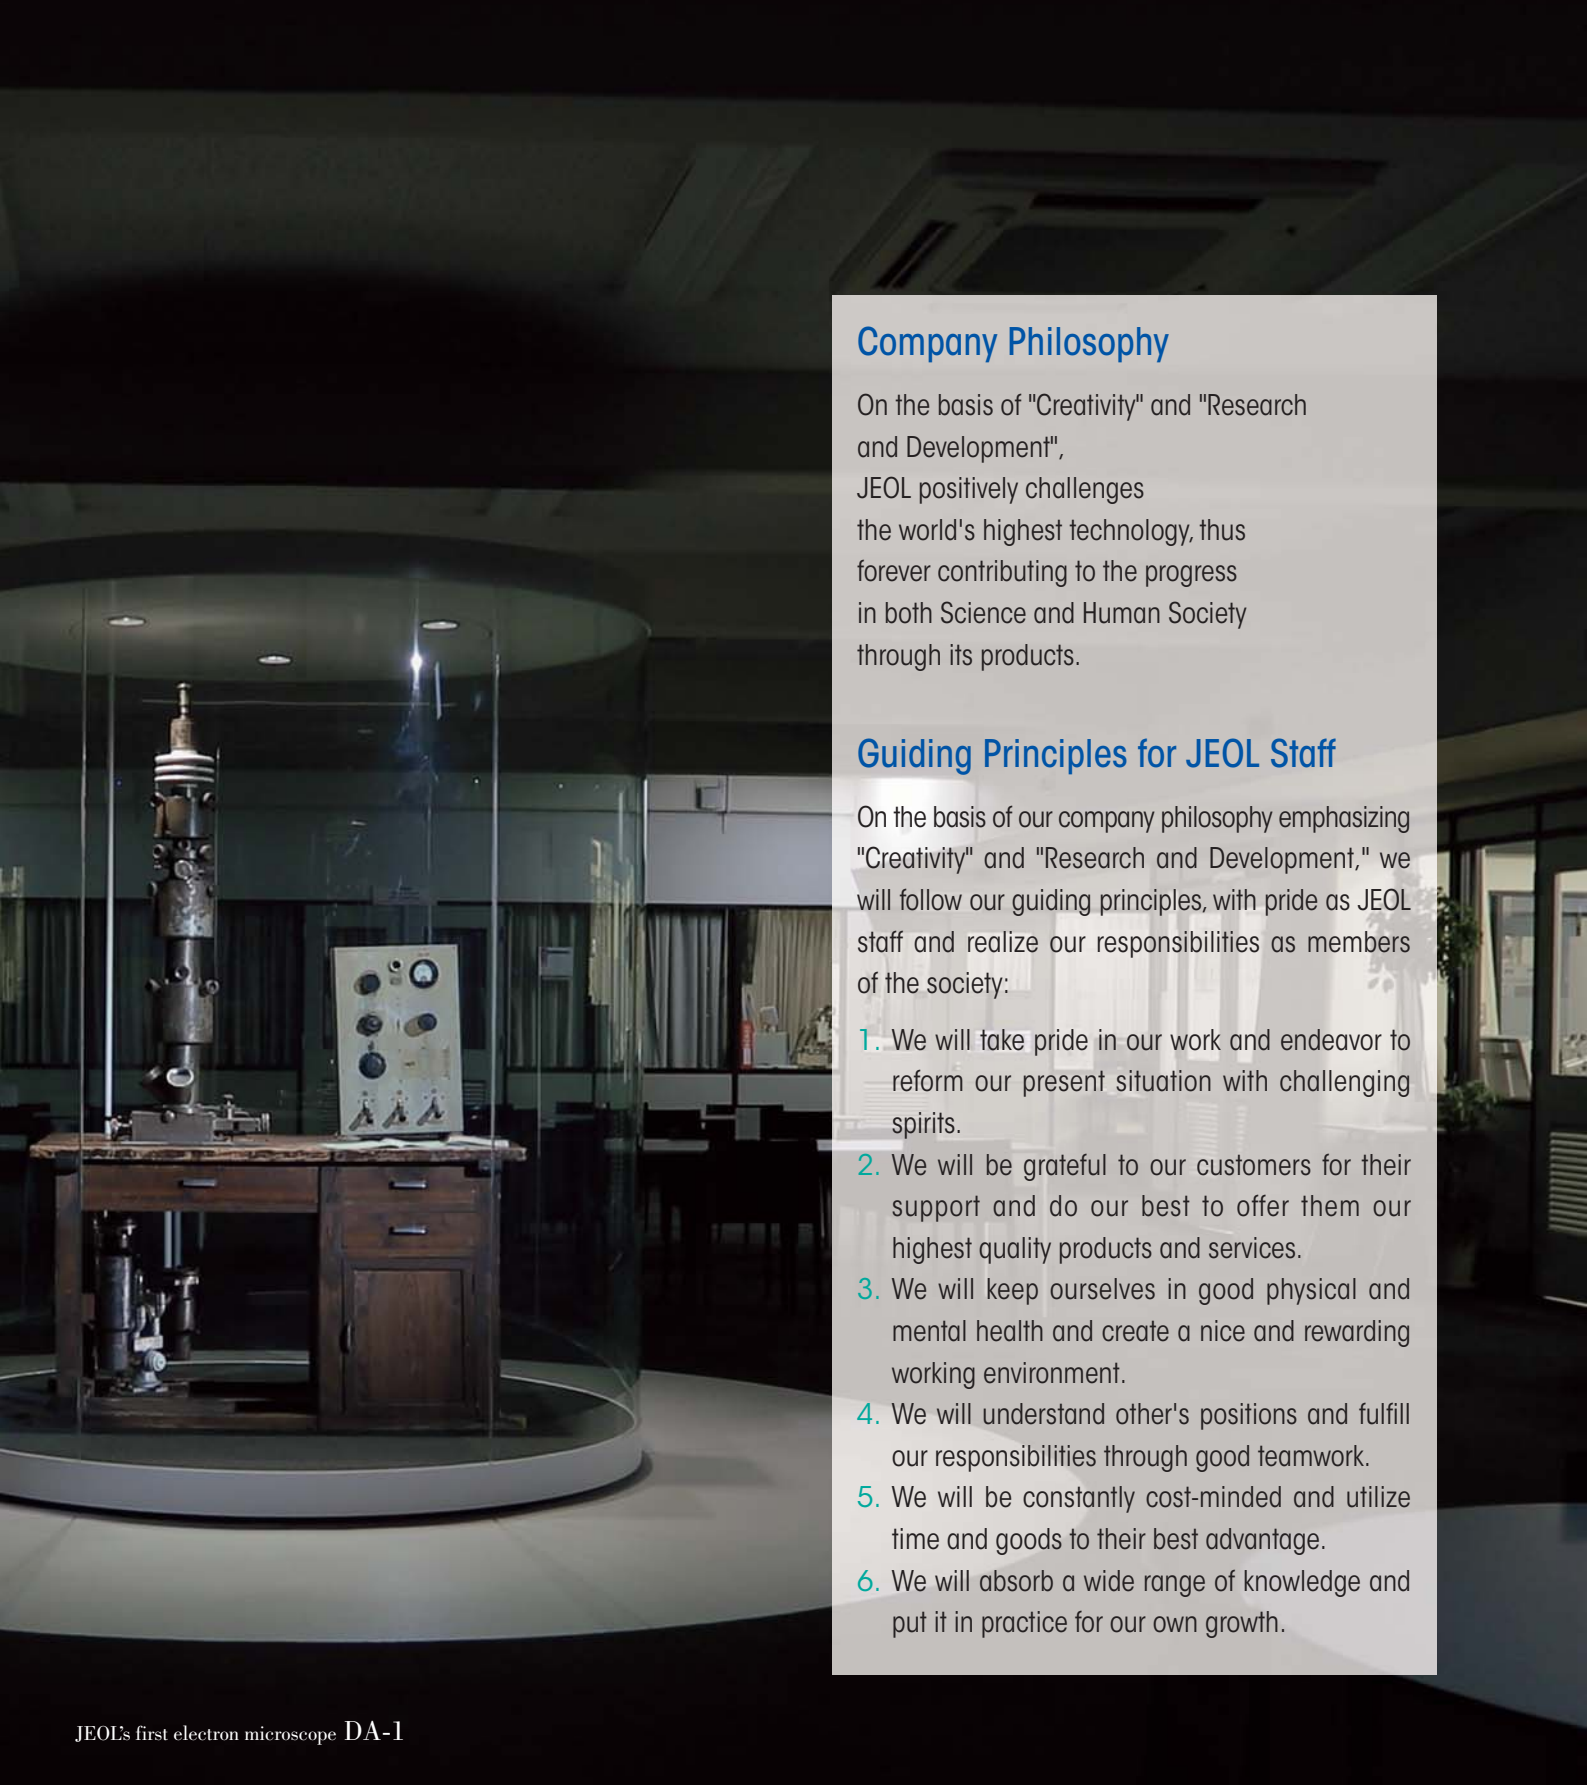 Company Philosophy
On the basis of "Creativity" and "Research
and Development",
JEOL positively challenges
the world's highest technology, thus
forever contributing to the progress
in both Science and Human Society
through its products.
Guiding Principles for JEOL Staff
On the basis of our company philosophy emphasizing
"Creativity" and "Research and Development," we
will follow our guiding principles, with pride as JEOL
staff and realize our responsibilities as members
of the society:
1. We will take pride in our work and endeavor to
reform our present situation with challenging
spirits.
2. We will be grateful to our customers for their
support and do our best to offer them our
highest quality products and services.
3. We will keep ourselves in good physical and
mental health and create a nice and rewarding
working environment.
4. We will understand other's positions and fulfill
our responsibilities through good teamwork.
5. We will be constantly cost-minded and utilize
time and goods to their best advantage.
6. We will absorb a wide range of knowledge and
put it in practice for our own growth.
JEOL's first electron microscope DA-1